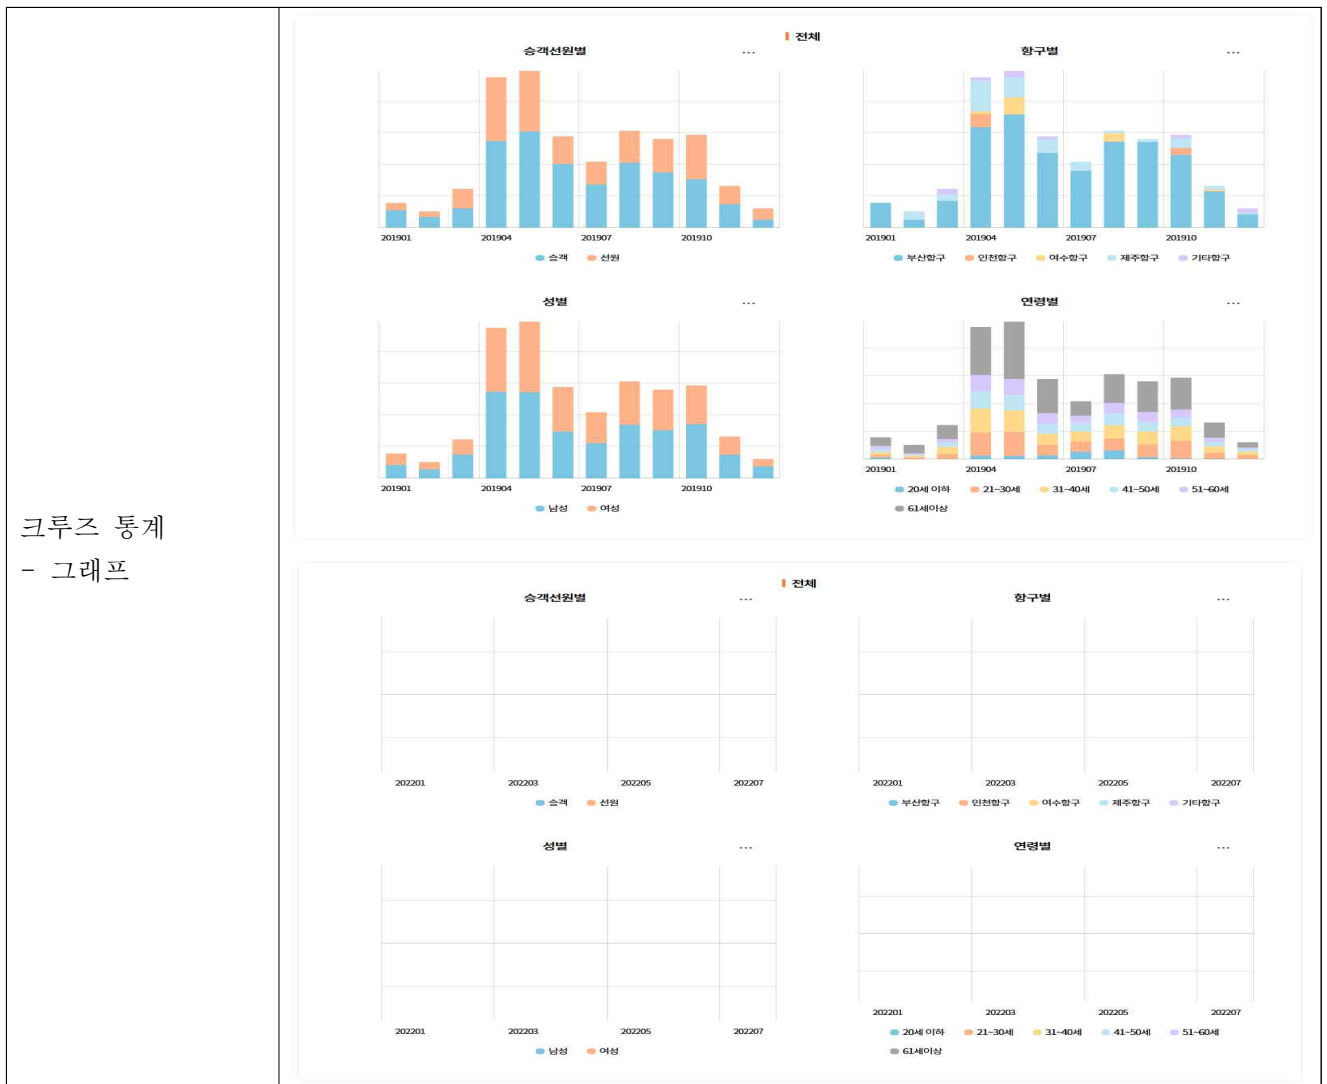 크루즈 통계
- 그래프
전체
승객선원별 ...
201901 201904 201907 201910
승객 선원
항구별 ...
201901 201904 201907 201910
부산항구 인천항구 여수항구 제주항구 기타항구
성별 ...
201901 201904 201907 201910
남성 여성
연령별 ...
201901 201904 201907 201910
20세 이하 21~30세 31~40세 41~50세 51~60세
61세이상
전체
승객선원별 ...
202201 202203 202205 202207
승객 선원
항구별 ...
202201 202203 202205 202207
부산항구 인천항구 여수항구 제주항구 기타항구
성별 ...
202201 202203 202205 202207
남성 여성
연령별 ...
202201 202203 202205 202207
20세 이하 21~30세 31~40세 41~50세 51~60세
61세이상